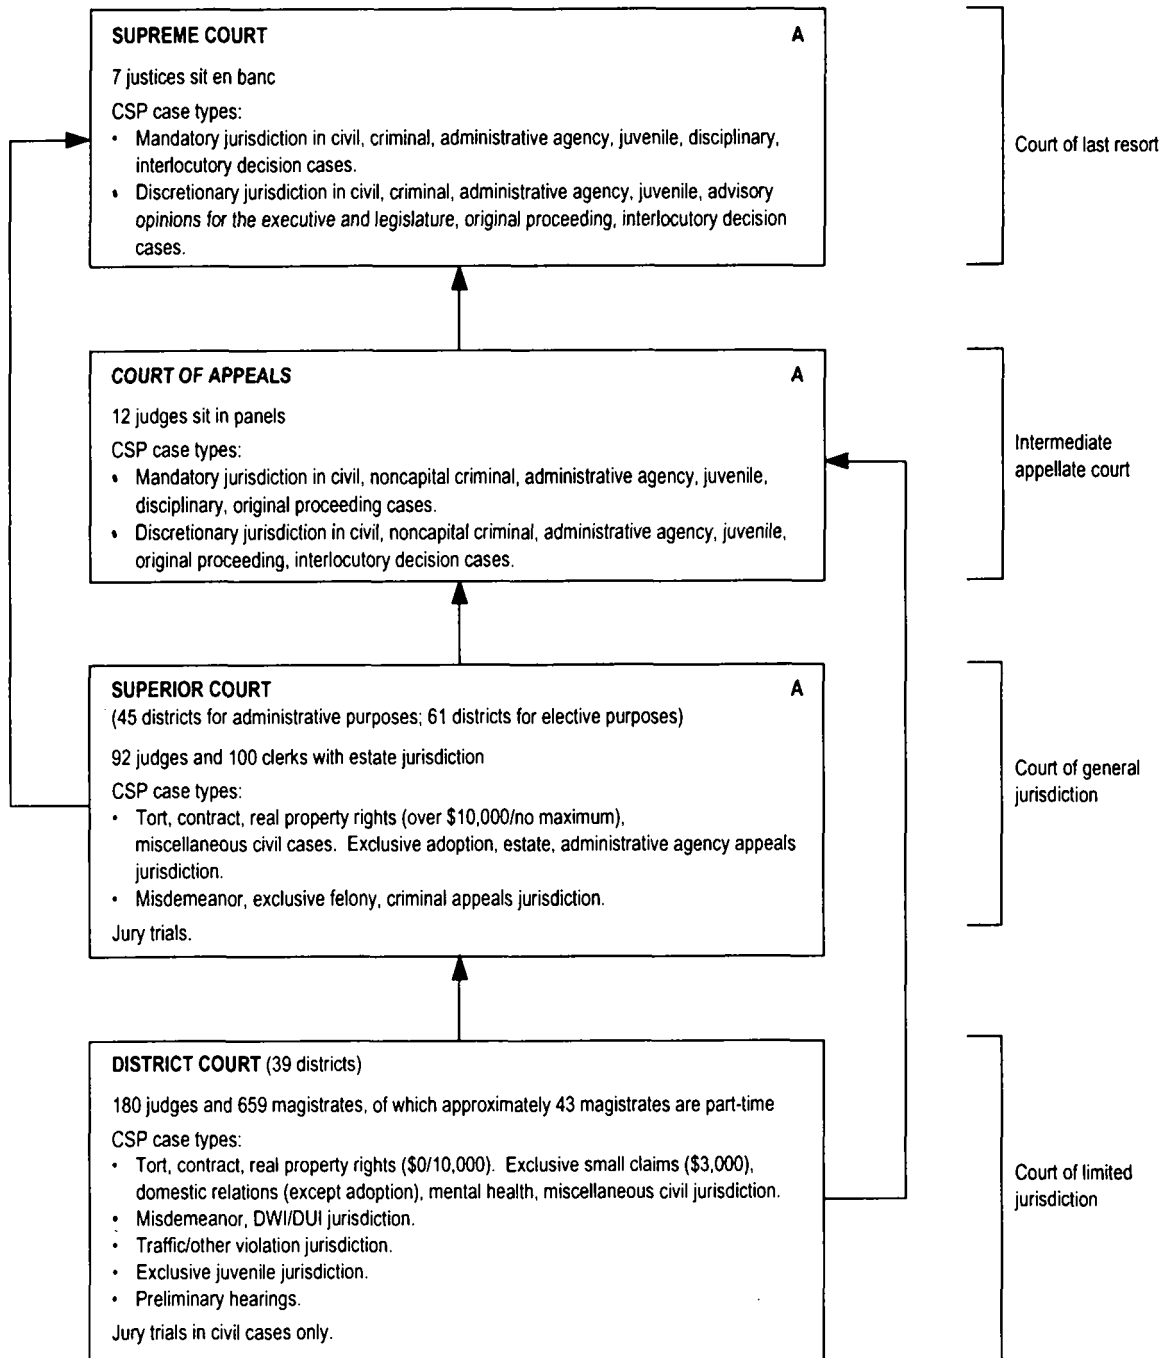 SUPREME COURT A
7 justices sit en banc
CSP case types:
• Mandatory jurisdiction in civil, criminal, administrative agency, juvenile, disciplinary,
interlocutory decision cases.
• Discretionary jurisdiction in civil, criminal, administrative agency, juvenile, advisory
opinions for the executive and legislature, original proceeding, interlocutory decision
cases.
Court of last resort
COURT OF APPEALS A
12 judges sit in panels
CSP case types:
• Mandatory jurisdiction in civil, noncapital criminal, administrative agency, juvenile,
disciplinary, original proceeding cases.
• Discretionary jurisdiction in civil, noncapital criminal, administrative agency, juvenile,
original proceeding, interlocutory decision cases.
Intermediate
appellate court
SUPERIOR COURT A
(45 districts for administrative purposes; 61 districts for elective purposes)
92 judges and 100 clerks with estate jurisdiction
CSP case types:
• Tort, contract, real property rights (over $10,000/no maximum),
miscellaneous civil cases. Exclusive adoption, estate, administrative agency appeals
jurisdiction.
• Misdemeanor, exclusive felony, criminal appeals jurisdiction.
Jury trials.
Court of general
jurisdiction
DISTRICT COURT (39 districts)
180 judges and 659 magistrates, of which approximately 43 magistrates are part-time
CSP case types:
• Tort, contract, real property rights ($0/10,000). Exclusive small claims ($3,000),
domestic relations (except adoption), mental health, miscellaneous civil jurisdiction.
• Misdemeanor, DWI/DUI jurisdiction.
• Traffic/other violation jurisdiction.
• Exclusive juvenile jurisdiction.
• Preliminary hearings.
Jury trials in civil cases only.
Court of limited
jurisdiction